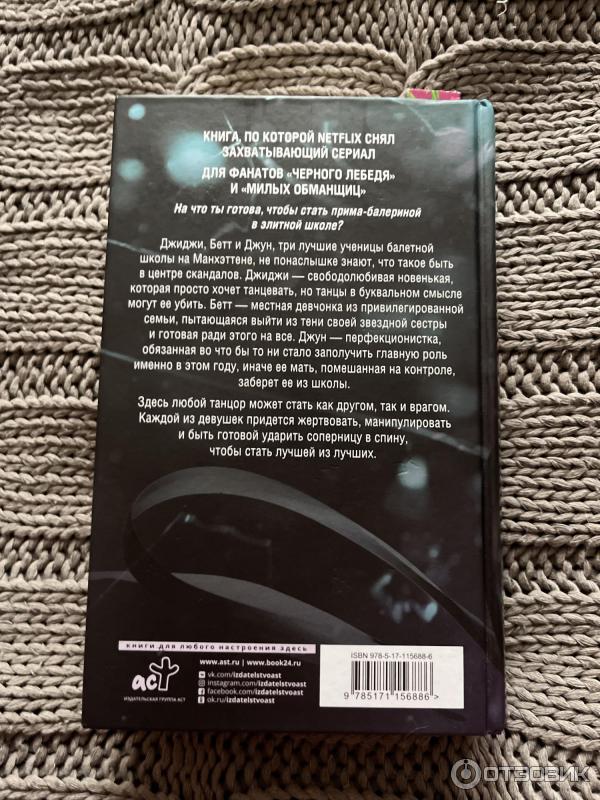 КНИГА, ПО КОТОРОЙ NETFLIX СНЯЛ
ЗАХВАТЫВАЮЩИЙ СЕРИАЛ
ДЛЯ ФАНАТОВ «ЧЕРНОГО ЛЕБЕДЯ»
И «МИЛЫХ ОБМАНЩИЦ»
На что ты готова, чтобы стать прима-балериной
в элитной школе?
Джиджи, Бетт и Джун, три лучшие ученицы балетной
школы на Манхэттене, не понаслышке знают, что такое быть
в центре скандалов. Джиджи — свободолюбивая новенькая,
которая просто хочет танцевать, но танцы в буквальном смысле
могут ее убить. Бетт — местная девчонка из привилегированной
семьи, пытающаяся выйти из тени своей звездной сестры
и готовая ради этого на все. Джун — перфекционистка,
обязанная во что бы то ни стало заполучить главную роль
именно в этом году, иначе ее мать, помешанная на контроле,
заберет ее из школы.
Здесь любой танцор может стать как другом, так и врагом.
Каждой из девушек придется жертвовать, манипулировать
и быть готовой ударить соперницу в спину,
чтобы стать лучшей из лучших.
книги для любого настроения здесь
аст
ИЗДАТЕЛЬСКАЯ ГРУППА АСТ
www.ast.ru | www.book24.ru
vk.com/izdatelstvoast
instagram.com/izdatelstvoast
facebook.com/izdatelstvoast
ok.ru/izdatelstvoast
ISBN 978-5-17-115688-6
9 785171 156886 >
ОТЗОВИК